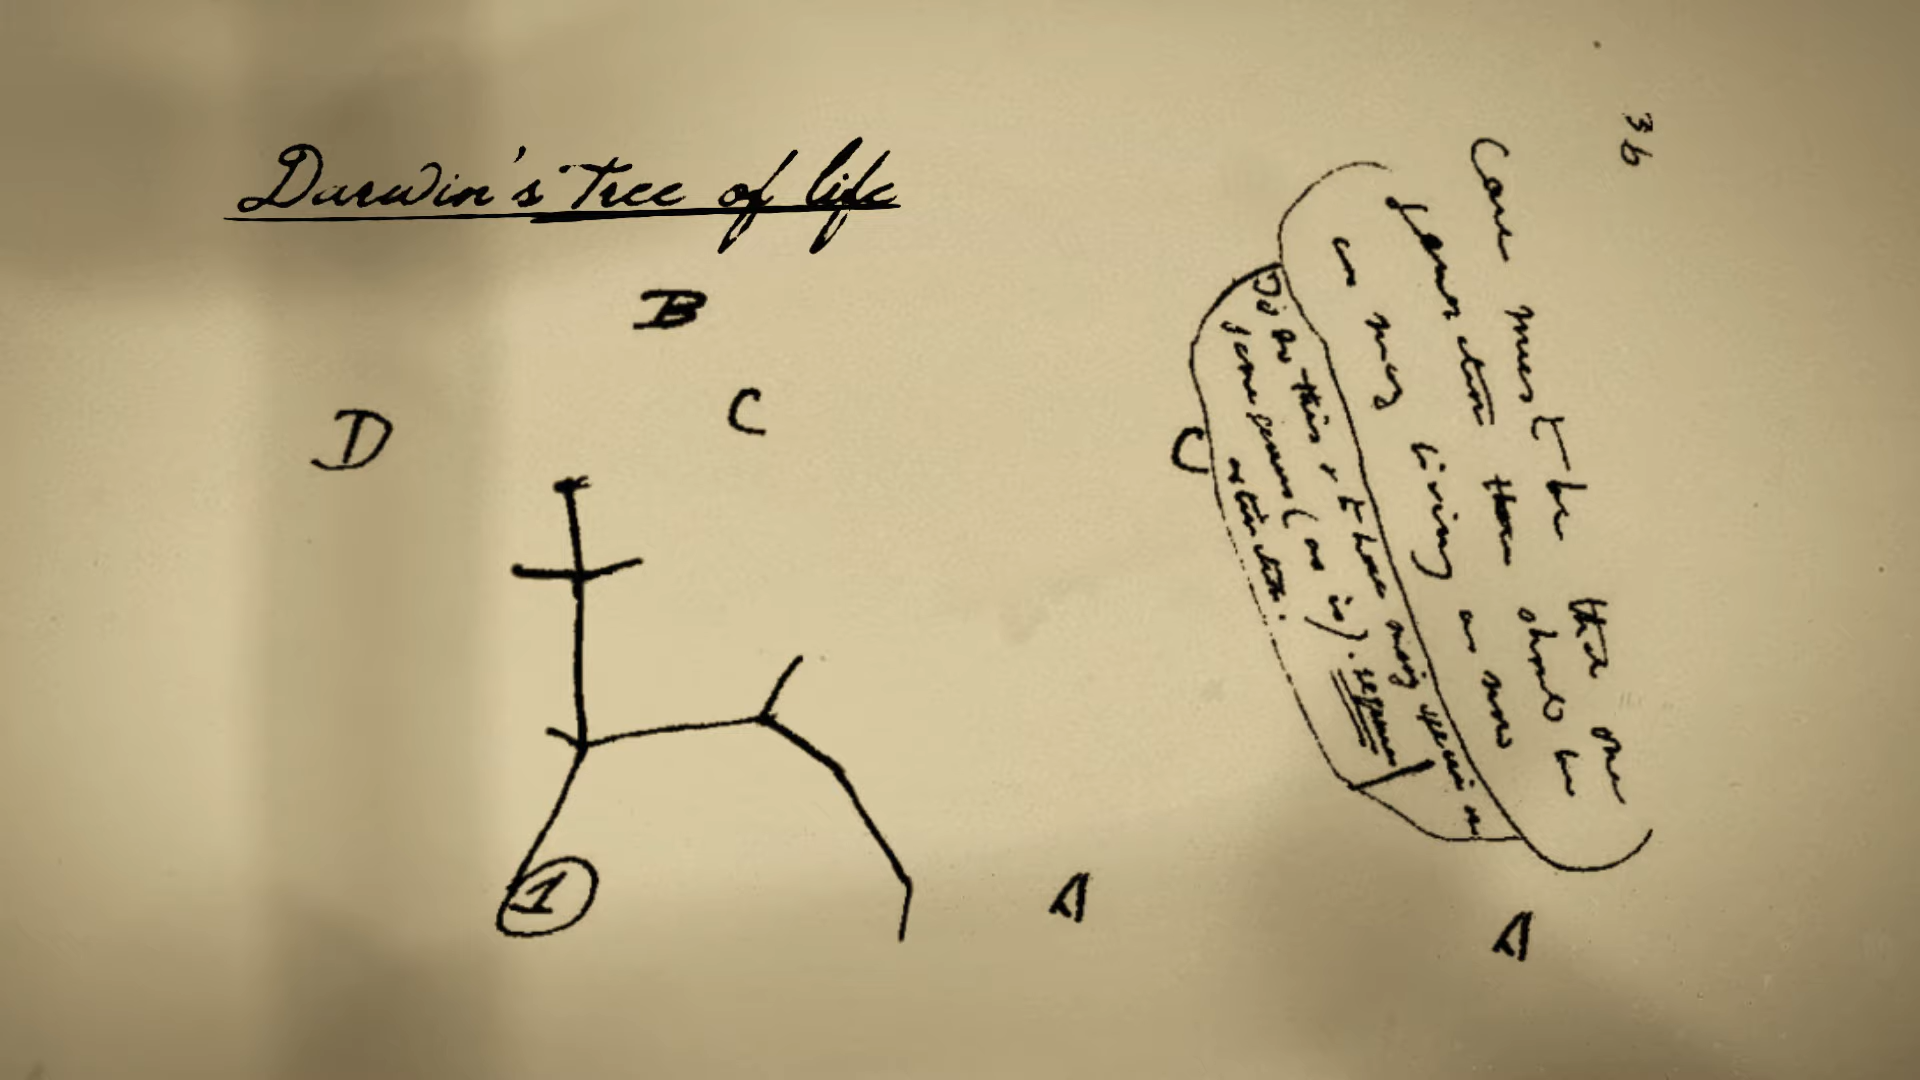 Darwin's Tree of life
36
B
C
D
Case must be that one
generation then should be
as many living as now
To do this & to have many species in
same genus (as is). requires
extinction.
C
1
A
A